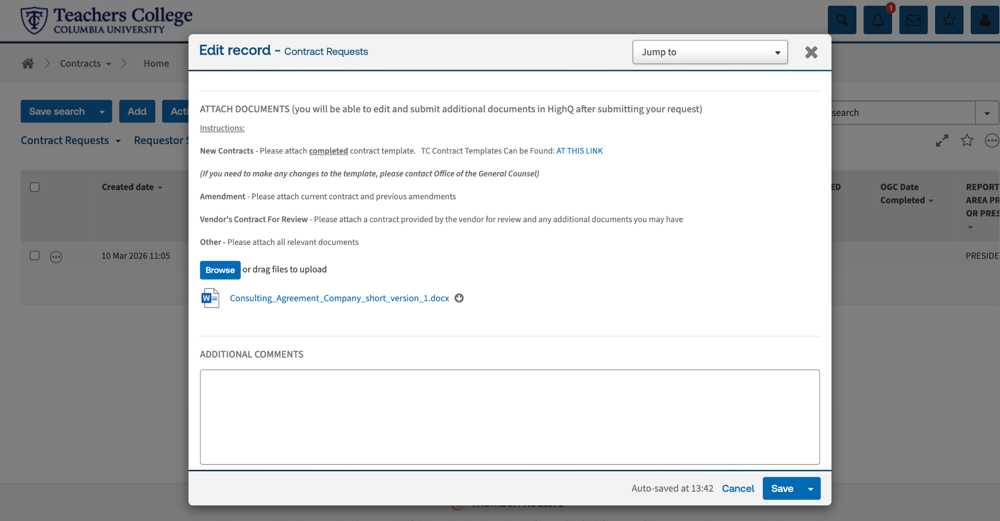 Teachers College
COLUMBIA UNIVERSITY
1
Contracts
Home
Edit record - Contract Requests
Jump to
Save search
Add
Acti
search
Contract Requests
Requestor S
Created date
ED
OGC Date
Completed
REPORT
AREA PR
OR PRES
10 Mar 2026 11:05
PRESIDE
ATTACH DOCUMENTS (you will be able to edit and submit additional documents in HighQ after submitting your request)
Instructions:
New Contracts - Please attach completed contract template. TC Contract Templates Can be Found: AT THIS LINK
(If you need to make any changes to the template, please contact Office of the General Counsel)
Amendment - Please attach current contract and previous amendments
Vendor's Contract For Review - Please attach a contract provided by the vendor for review and any additional documents you may have
Other - Please attach all relevant documents
Browse or drag files to upload
W
Consulting_Agreement_Company_short_version_1.docx
ADDITIONAL COMMENTS
Auto-saved at 13:42
Cancel
Save